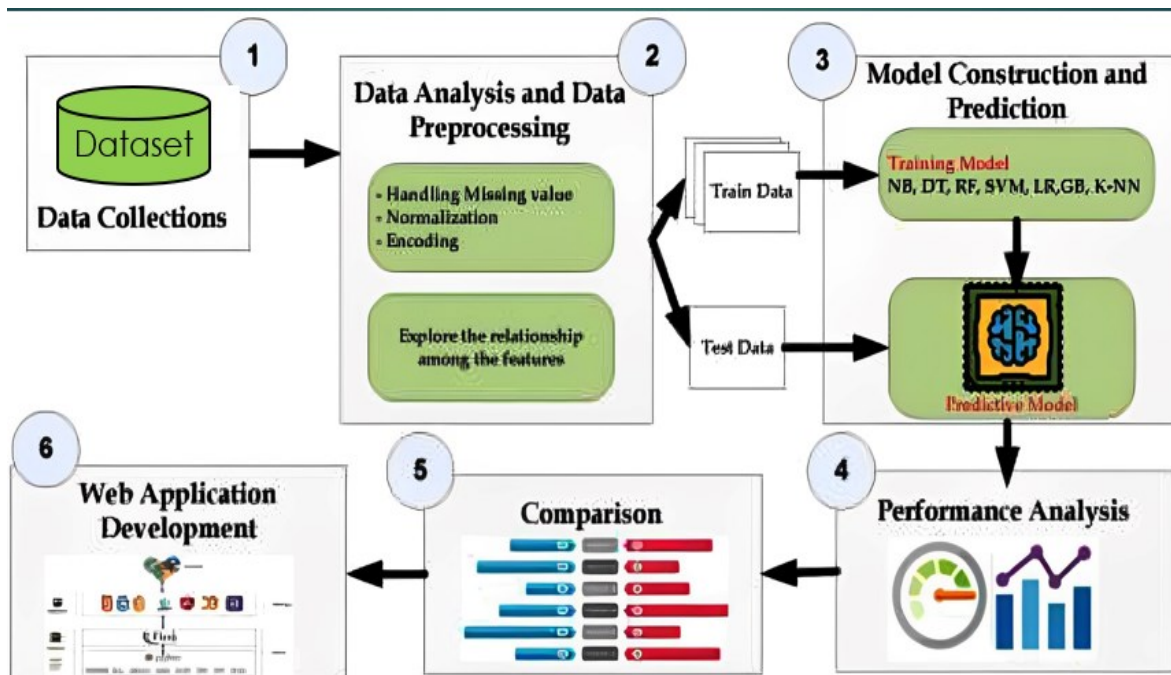 1
Dataset
Data Collections
2
Data Analysis and Data
Preprocessing
- Handling Missing value
- Normalization
- Encoding
Explore the relationship
among the features
Train Data
Test Data
3
Model Construction and
Prediction
Training Model
NB, DT, RF, SVM, LR,GB, K-NN
Predictive Model
4
Performance Analysis
5
Comparison
6
Web Application
Development
Flask